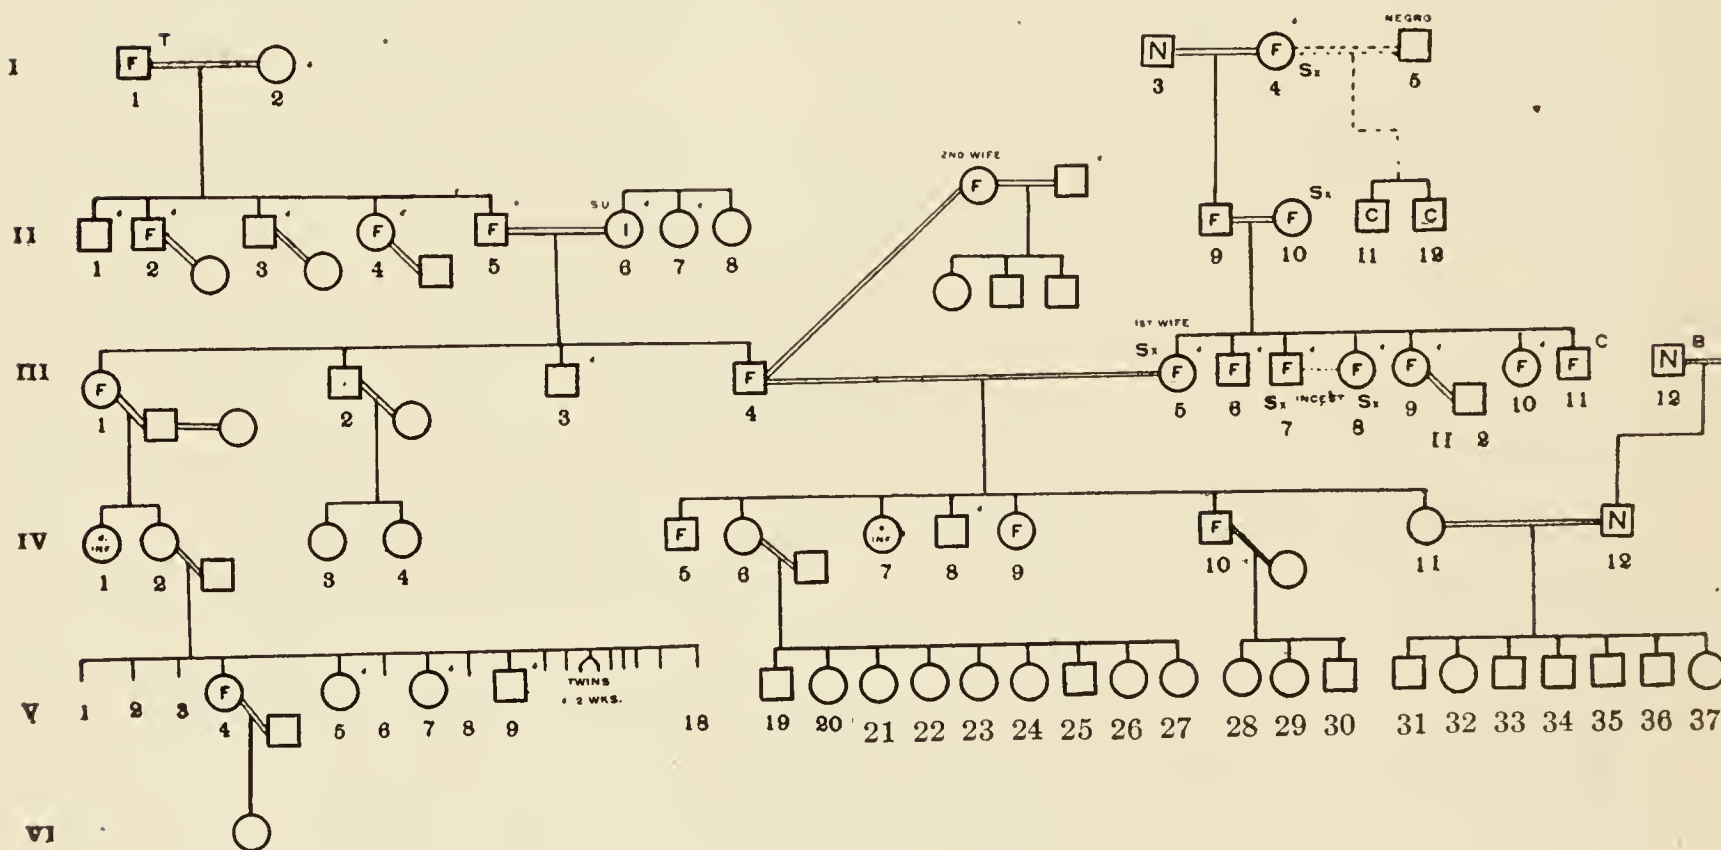 T NEGRO
I F N F
1 2 3 Sx 4 5
2ND WIFE
F
SU Sx
II F F F I F F C C
1 2 3 4 5 6 7 8 9 10 11 12
1ST WIFE
Sx C B
III F F F F F F F F F N
1 2 3 4 5 6 Sx INCEST Sx 9 10 11 12
7 8 II 2
IV d. INF F INF F F N
1 2 3 4 5 6 7 8 9 10 11 12
F TWINS
2 WKS.
V 1 2 3 4 5 6 7 8 9 18 19 20 21 22 23 24 25 26 27 28 29 30 31 32 33 34 35 36 37
VI